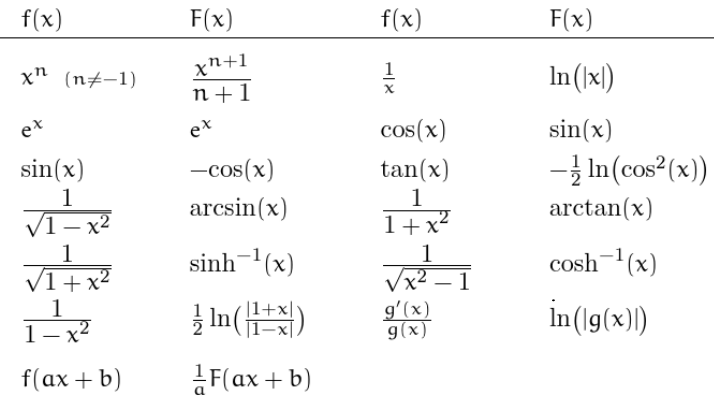 f(x) F(x) f(x) F(x)
xⁿ (n≠−1) xⁿ⁺¹/(n + 1) 1/x ln(|x|)
eˣ eˣ cos(x) sin(x)
sin(x) −cos(x) tan(x) −½ ln(cos²(x))
1/√(1 − x²) arcsin(x) 1/(1 + x²) arctan(x)
1/√(1 + x²) sinh⁻¹(x) 1/√(x² − 1) cosh⁻¹(x)
1/(1 − x²) ½ ln(|1+x|/|1−x|) g′(x)/g(x) ln(|g(x)|)
f(ax + b) 1/a F(ax + b)